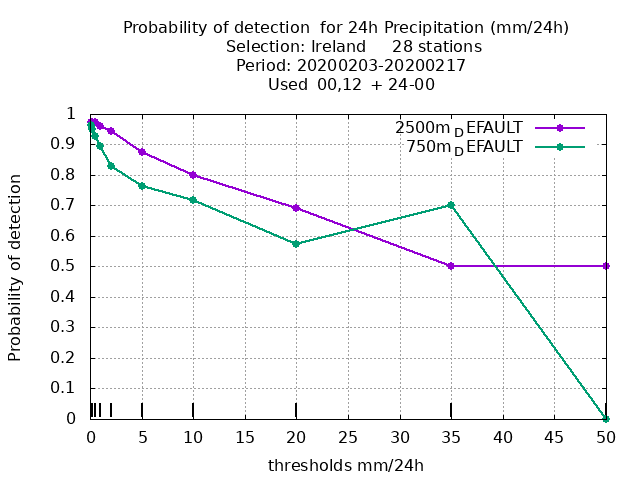 Probability of detection  for 24h Precipitation (mm/24h)
Selection: Ireland     28 stations
Period: 20200203-20200217
Used  00,12  + 24-00
2500m_DEFAULT
750m_DEFAULT
1
0.9
0.8
0.7
0.6
0.5
0.4
0.3
0.2
0.1
0
Probability of detection
0 5 10 15 20 25 30 35 40 45 50
thresholds mm/24h